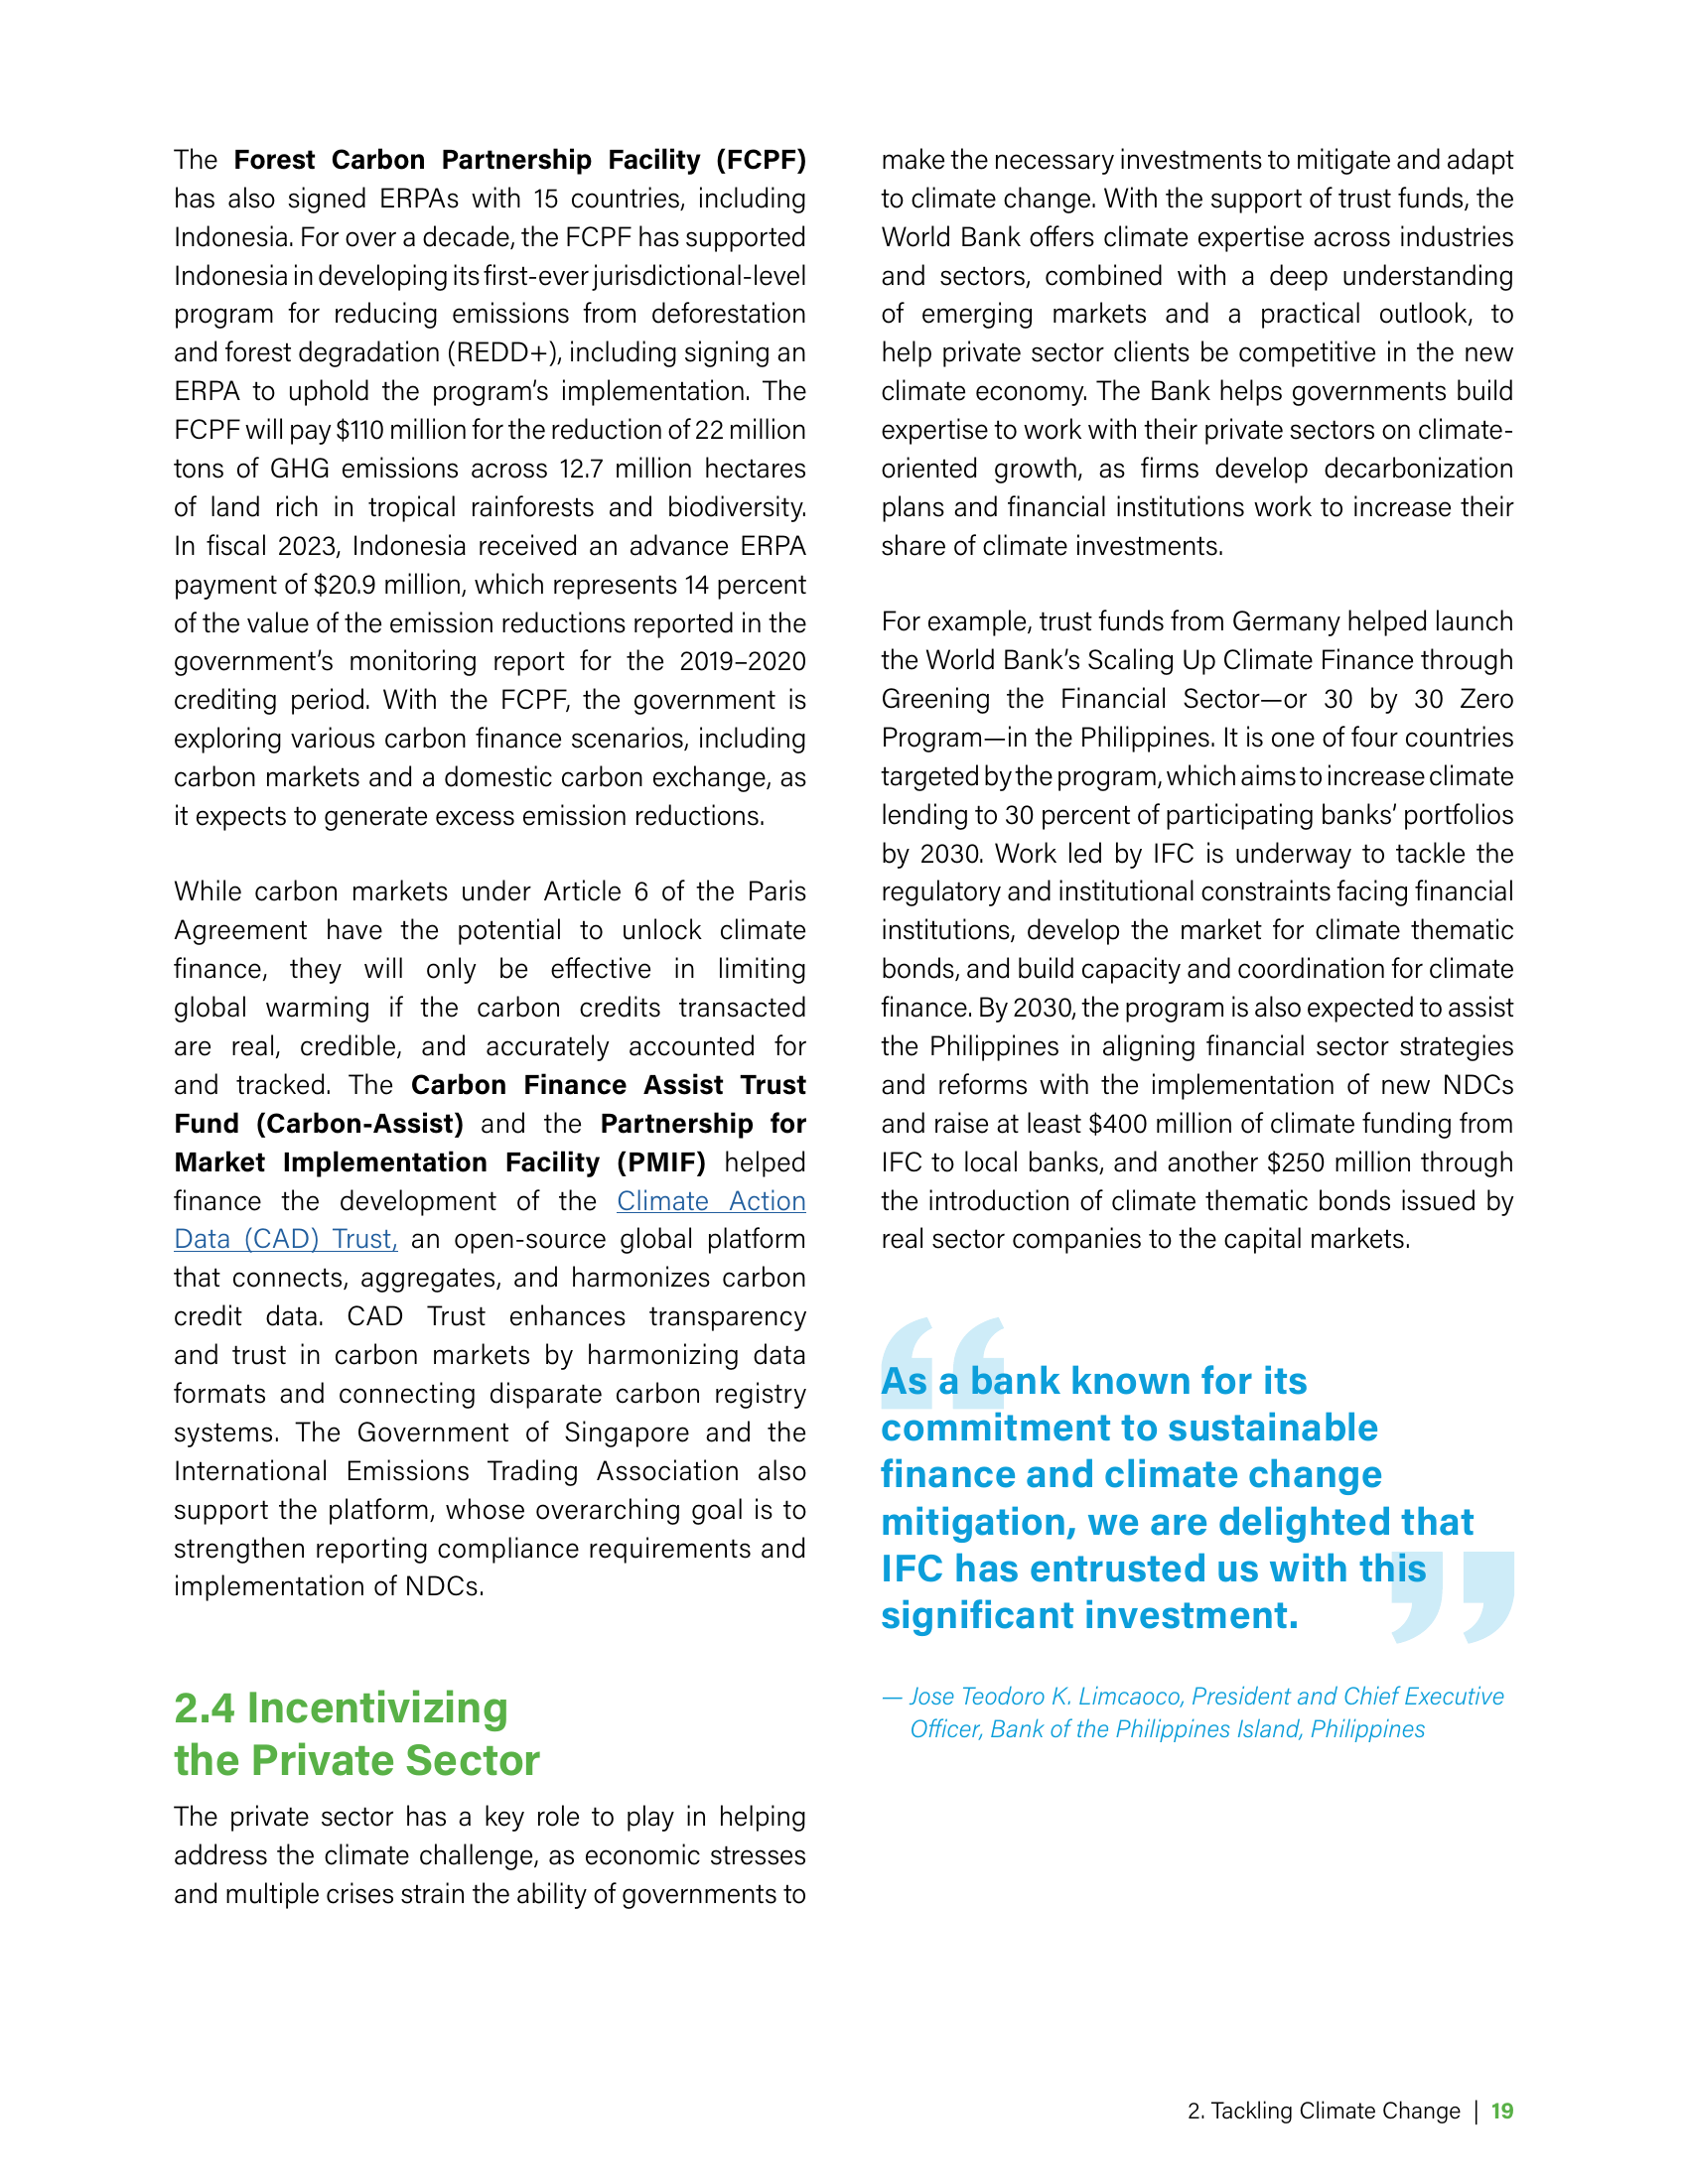 The Forest Carbon Partnership Facility (FCPF)
has also signed ERPAs with 15 countries, including
Indonesia. For over a decade, the FCPF has supported
Indonesia in developing its first-ever jurisdictional-level
program for reducing emissions from deforestation
and forest degradation (REDD+), including signing an
ERPA to uphold the program’s implementation. The
FCPF will pay $110 million for the reduction of 22 million
tons of GHG emissions across 12.7 million hectares
of land rich in tropical rainforests and biodiversity.
In fiscal 2023, Indonesia received an advance ERPA
payment of $20.9 million, which represents 14 percent
of the value of the emission reductions reported in the
government’s monitoring report for the 2019–2020
crediting period. With the FCPF, the government is
exploring various carbon finance scenarios, including
carbon markets and a domestic carbon exchange, as
it expects to generate excess emission reductions.
While carbon markets under Article 6 of the Paris
Agreement have the potential to unlock climate
finance, they will only be effective in limiting
global warming if the carbon credits transacted
are real, credible, and accurately accounted for
and tracked. The Carbon Finance Assist Trust
Fund (Carbon-Assist) and the Partnership for
Market Implementation Facility (PMIF) helped
finance the development of the Climate Action
Data (CAD) Trust, an open-source global platform
that connects, aggregates, and harmonizes carbon
credit data. CAD Trust enhances transparency
and trust in carbon markets by harmonizing data
formats and connecting disparate carbon registry
systems. The Government of Singapore and the
International Emissions Trading Association also
support the platform, whose overarching goal is to
strengthen reporting compliance requirements and
implementation of NDCs.
2.4 Incentivizing
the Private Sector
The private sector has a key role to play in helping
address the climate challenge, as economic stresses
and multiple crises strain the ability of governments to
make the necessary investments to mitigate and adapt
to climate change. With the support of trust funds, the
World Bank offers climate expertise across industries
and sectors, combined with a deep understanding
of emerging markets and a practical outlook, to
help private sector clients be competitive in the new
climate economy. The Bank helps governments build
expertise to work with their private sectors on climate-
oriented growth, as firms develop decarbonization
plans and financial institutions work to increase their
share of climate investments.
For example, trust funds from Germany helped launch
the World Bank’s Scaling Up Climate Finance through
Greening the Financial Sector—or 30 by 30 Zero
Program—in the Philippines. It is one of four countries
targeted by the program, which aims to increase climate
lending to 30 percent of participating banks’ portfolios
by 2030. Work led by IFC is underway to tackle the
regulatory and institutional constraints facing financial
institutions, develop the market for climate thematic
bonds, and build capacity and coordination for climate
finance. By 2030, the program is also expected to assist
the Philippines in aligning financial sector strategies
and reforms with the implementation of new NDCs
and raise at least $400 million of climate funding from
IFC to local banks, and another $250 million through
the introduction of climate thematic bonds issued by
real sector companies to the capital markets.
“As a bank known for its
commitment to sustainable
finance and climate change
mitigation, we are delighted that
IFC has entrusted us with this
significant investment.”
— Jose Teodoro K. Limcaoco, President and Chief Executive
Officer, Bank of the Philippines Island, Philippines
2. Tackling Climate Change | 19